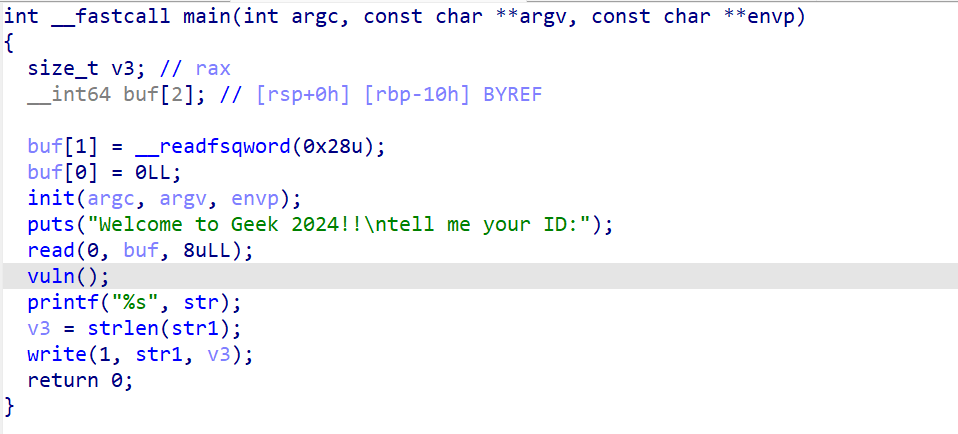 int __fastcall main(int argc, const char **argv, const char **envp)
{
  size_t v3; // rax
  __int64 buf[2]; // [rsp+0h] [rbp-10h] BYREF

  buf[1] = __readfsqword(0x28u);
  buf[0] = 0LL;
  init(argc, argv, envp);
  puts("Welcome to Geek 2024!!\ntell me your ID:");
  read(0, buf, 8uLL);
  vuln();
  printf("%s", str);
  v3 = strlen(str1);
  write(1, str1, v3);
  return 0;
}